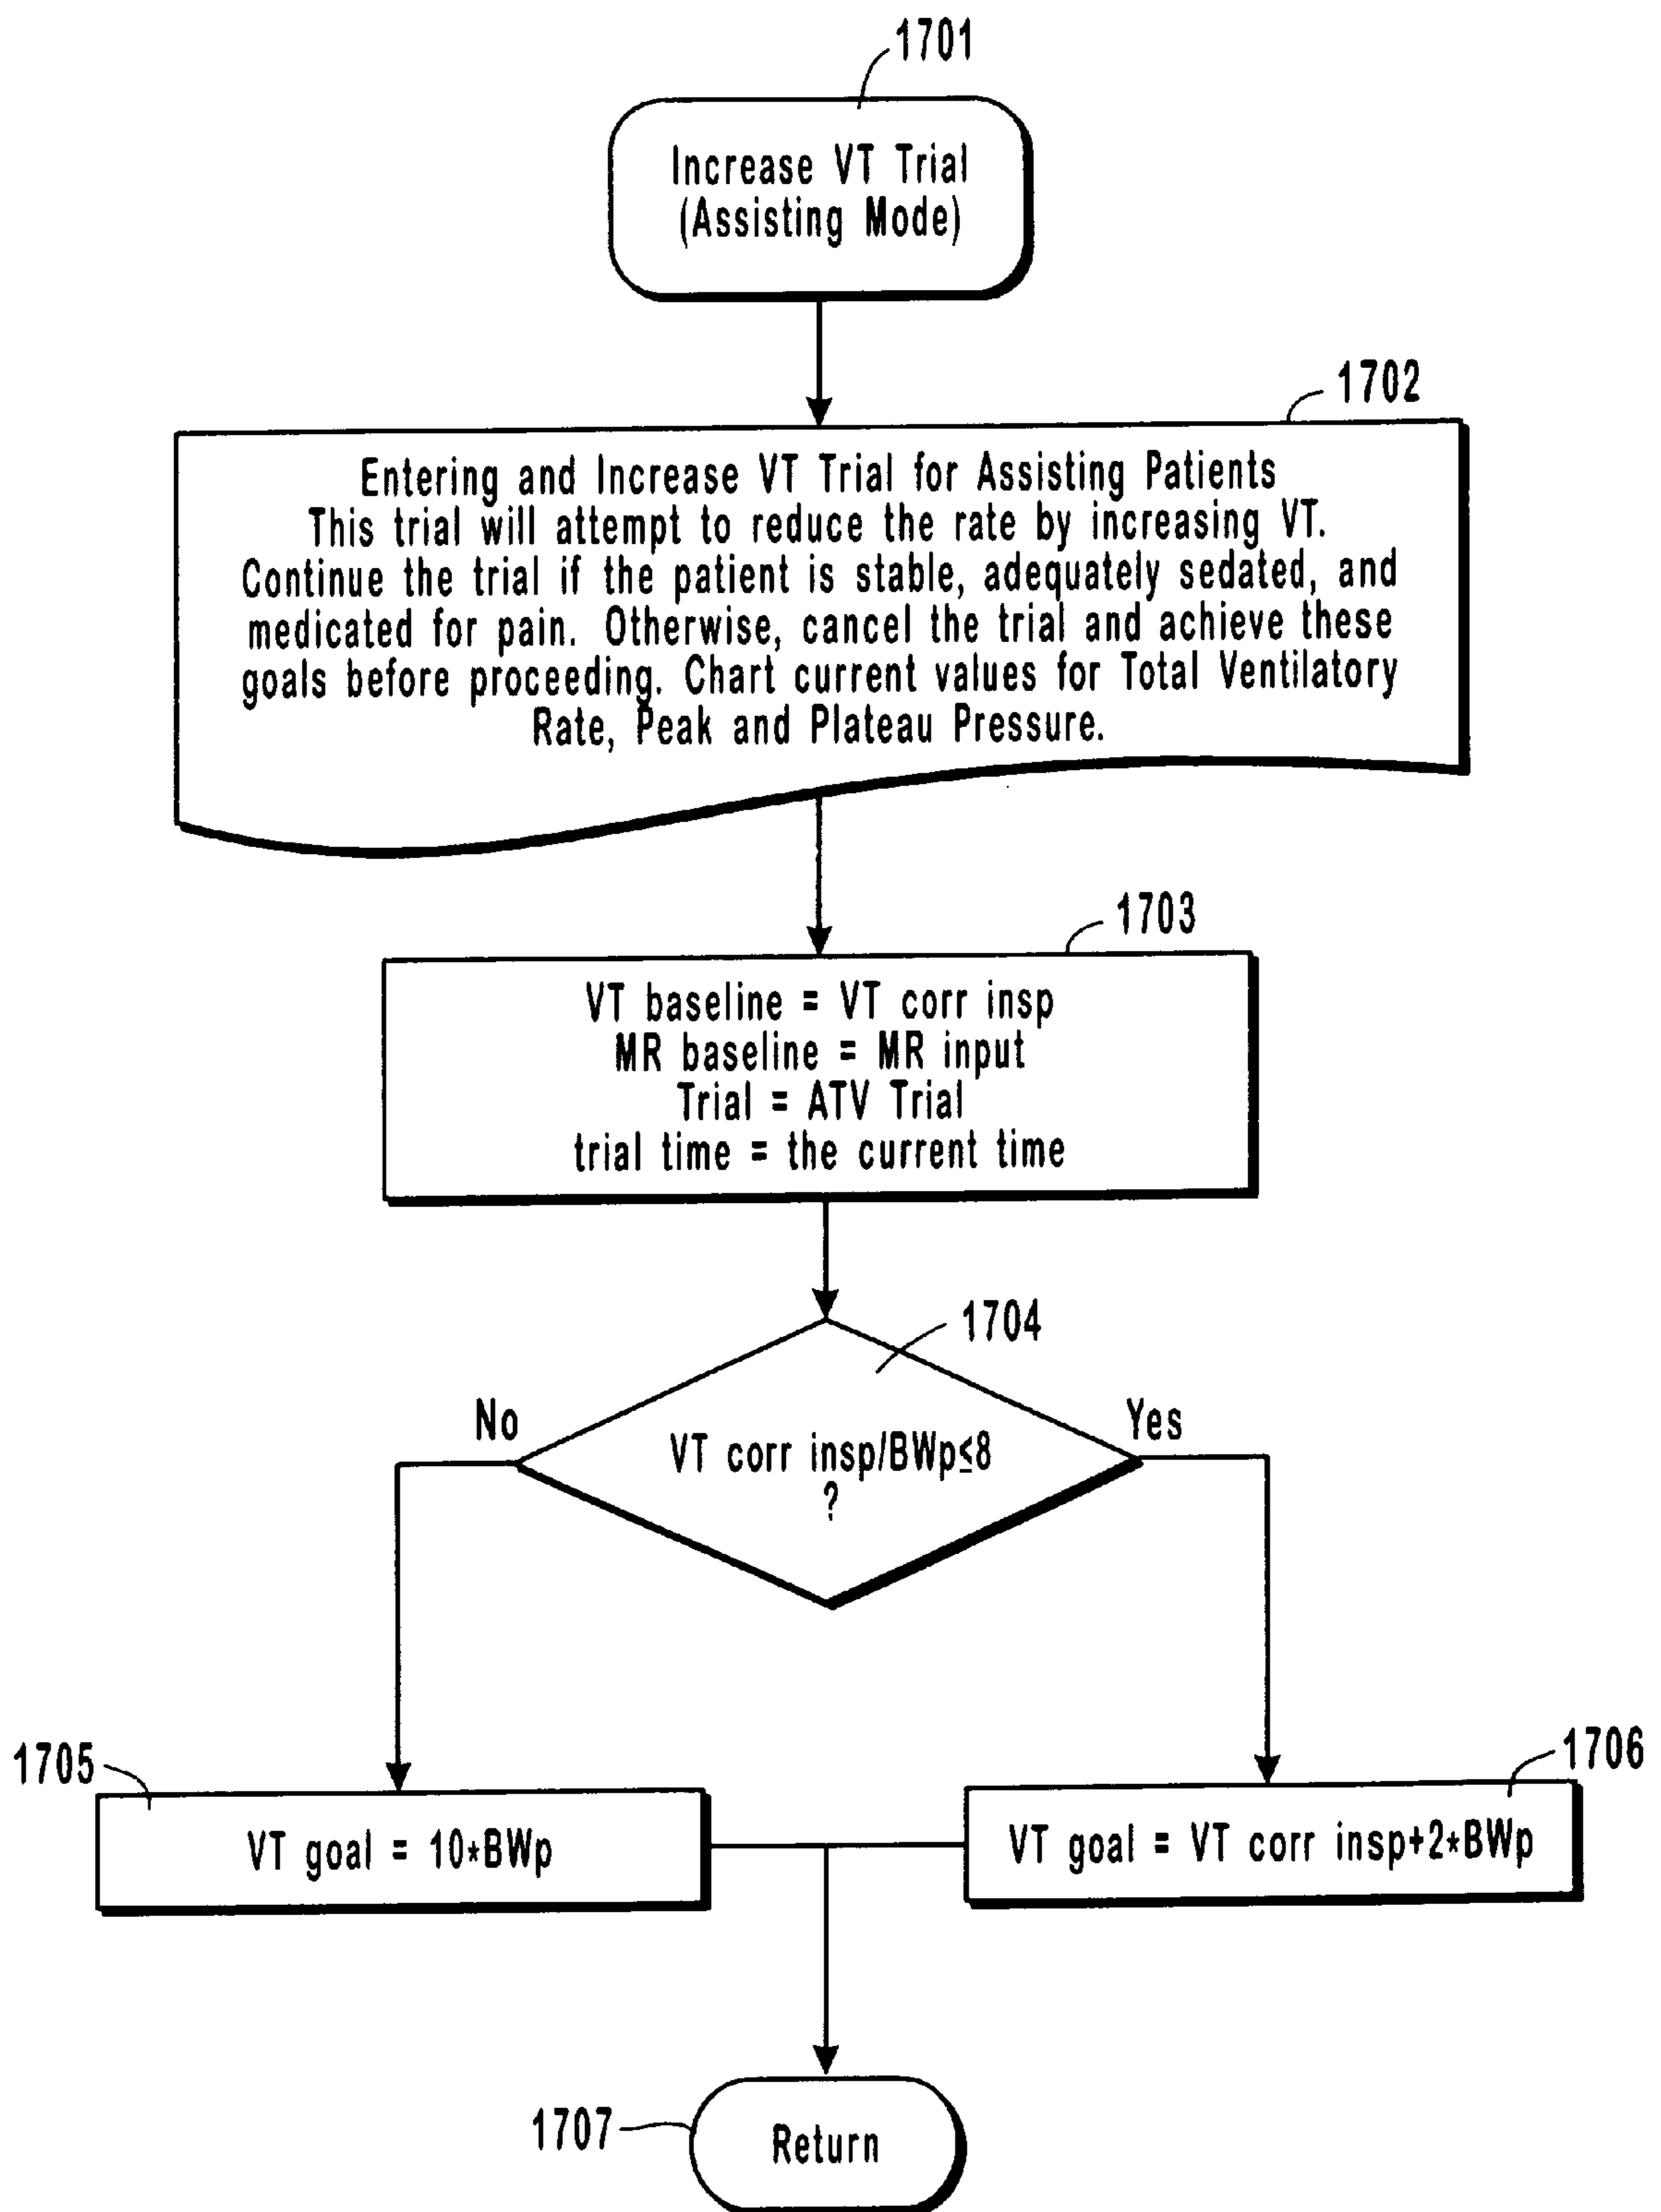 1701
Increase VT Trial
(Assisting Mode)
1702
Entering and Increase VT Trial for Assisting Patients
This trial will attempt to reduce the rate by increasing VT.
Continue the trial if the patient is stable, adequately sedated, and
medicated for pain. Otherwise, cancel the trial and achieve these
goals before proceeding. Chart current values for Total Ventilatory
Rate, Peak and Plateau Pressure.
1703
VT baseline = VT corr insp
MR baseline = MR input
Trial = ATV Trial
trial time = the current time
1704
No
Yes
VT corr insp/BWp≤8
?
1705
1706
VT goal = 10*BWp
VT goal = VT corr insp+2*BWp
1707
Return